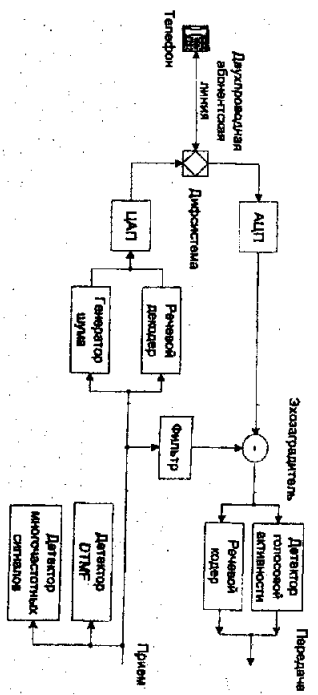 Телефон
Двухпроводная
абонентская
линия
Дифсистема
АЦП
ЦАП
Речевой
декодер
Генератор
шума
Фильтр
Эхозаградитель
-
Детектор
голосовой
активности
Речевой
кодер
Передача
Прием
Детектор
DTMF
Детектор
многочастотных
сигналов